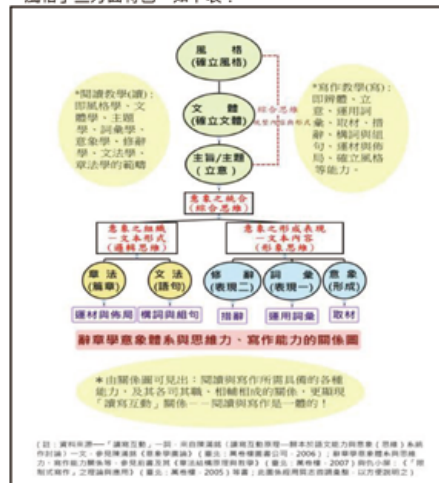 風格
(確立風格)
*閱讀教學(讀):
即風格學、文
體學、主題
學、詞彙學、
意象學、修辭
學、文法學、
章法學的範疇
文體
(確立文體)
綜合思維
*寫作教學(寫):
即辨體、立
意、運用詞
彙、取材、措
辭、構詞與組
句、運材與佈
局、確立風格
等能力。
主旨/主題
(立意)
意象之統合
(綜合思維)
意象之組織
—文本形式
(邏輯思維)
意象之形成表現
—文本內容
(形象思維)
章法
(篇章)
文法
(語句)
修辭
(表現二)
詞彙
(表現一)
意象
(形成)
運材與佈局
構詞與組句
措辭
運用詞彙
取材
辭章學意象體系與思維力、寫作能力的關係圖
*由關係圖可見出:閱讀與寫作所需具備的各種
能力,及其各司其職、相輔相成的關係,更顯現
「讀寫互動」關係——閱讀與寫作是一體的!